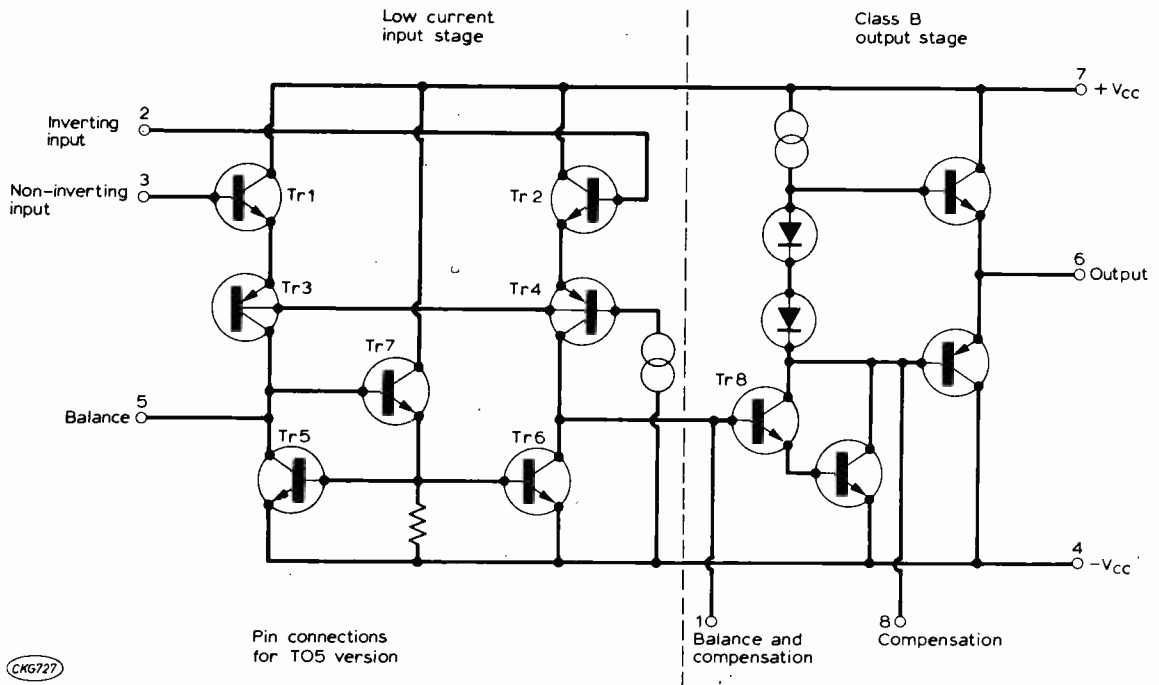 Low current
input stage
Class B
output stage
7
+Vcc
2
Inverting
input
3
Non-inverting
input
Tr1
Tr2
6
Output
Tr3
Tr4
Tr7
Tr8
5
Balance
Tr5
Tr6
4
-Vcc
1
Balance and
compensation
8
Compensation
Pin connections
for TO5 version
CKG727